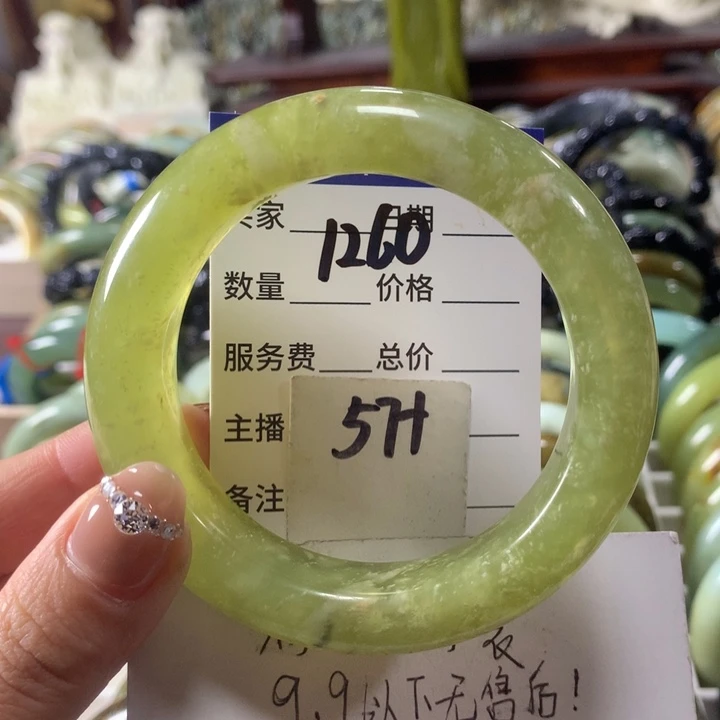 家 1260 日期
数量 价格
服务费 总价
主播 57H
备注
9.9以下无售后!